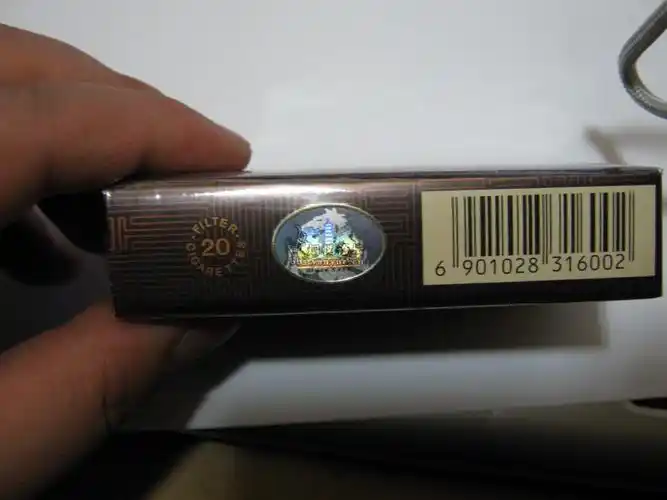 ·FILTER·
20
CIGARETTES
6 901028 316002